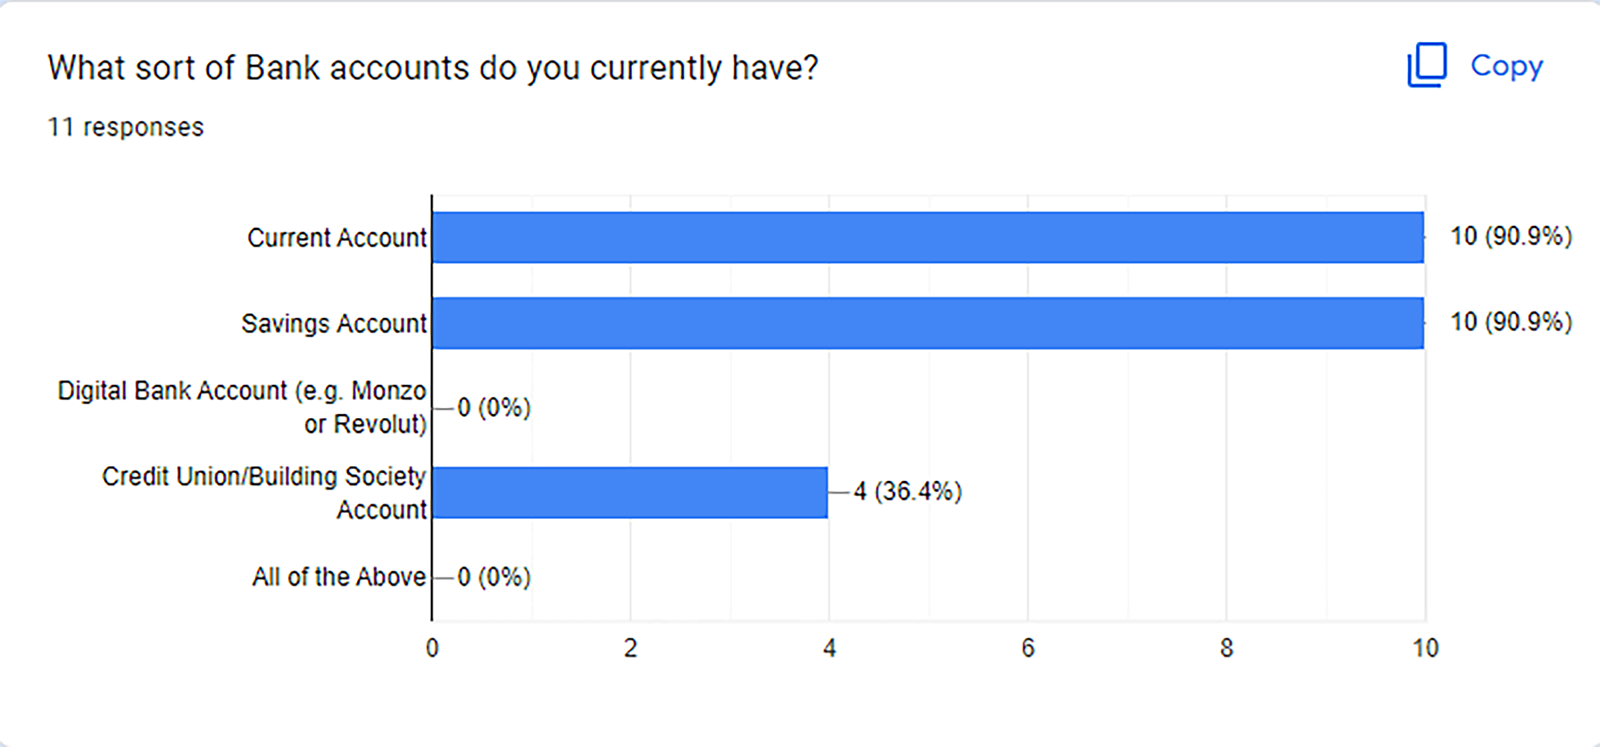 What sort of Bank accounts do you currently have?
Copy
11 responses
Current Account
10 (90.9%)
Savings Account
10 (90.9%)
Digital Bank Account (e.g. Monzo
or Revolut)
0 (0%)
Credit Union/Building Society
Account
4 (36.4%)
All of the Above
0 (0%)
0 2 4 6 8 10